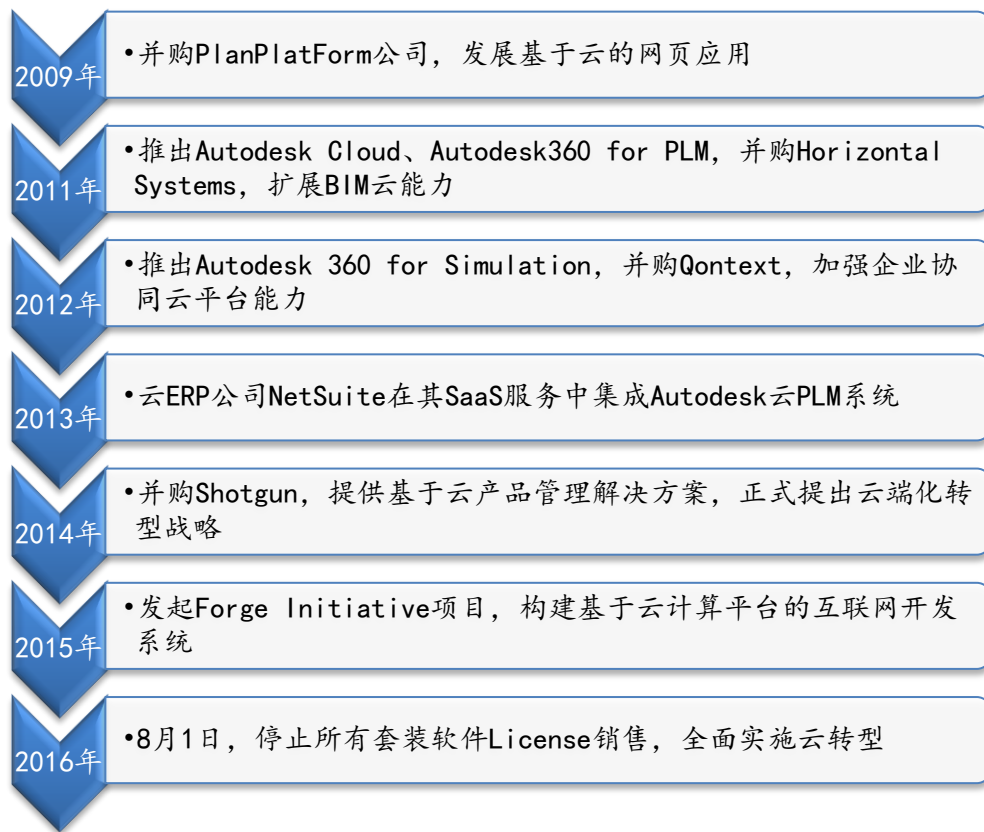 2009年
•并购PlanPlatForm公司，发展基于云的网页应用
2011年
•推出Autodesk Cloud、Autodesk360 for PLM，并购Horizontal
Systems，扩展BIM云能力
2012年
•推出Autodesk 360 for Simulation，并购Qontext，加强企业协
同云平台能力
2013年
•云ERP公司NetSuite在其SaaS服务中集成Autodesk云PLM系统
2014年
•并购Shotgun，提供基于云产品管理解决方案，正式提出云端化转
型战略
2015年
•发起Forge Initiative项目，构建基于云计算平台的互联网开发
系统
2016年
•8月1日，停止所有套装软件License销售，全面实施云转型